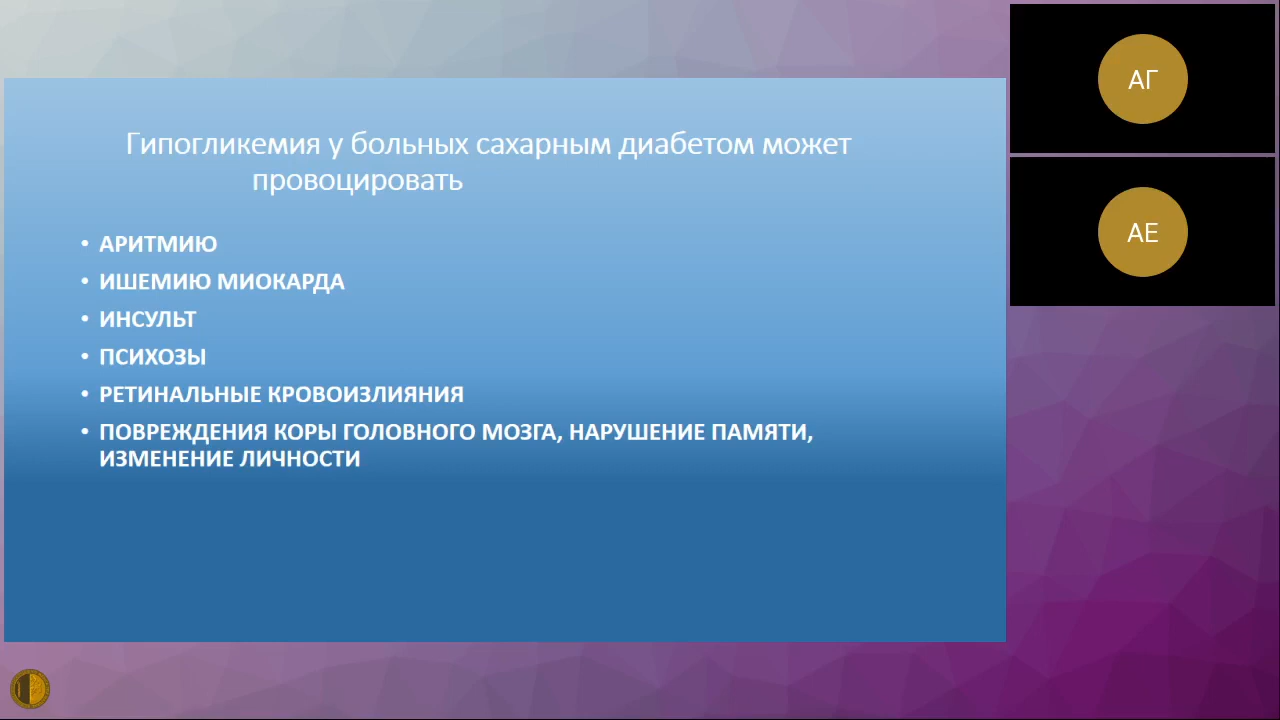 Гипогликемия у больных сахарным диабетом может
провоцировать
• АРИТМИЮ
• ИШЕМИЮ МИОКАРДА
• ИНСУЛЬТ
• ПСИХОЗЫ
• РЕТИНАЛЬНЫЕ КРОВОИЗЛИЯНИЯ
• ПОВРЕЖДЕНИЯ КОРЫ ГОЛОВНОГО МОЗГА, НАРУШЕНИЕ ПАМЯТИ,
ИЗМЕНЕНИЕ ЛИЧНОСТИ
АГ
АЕ